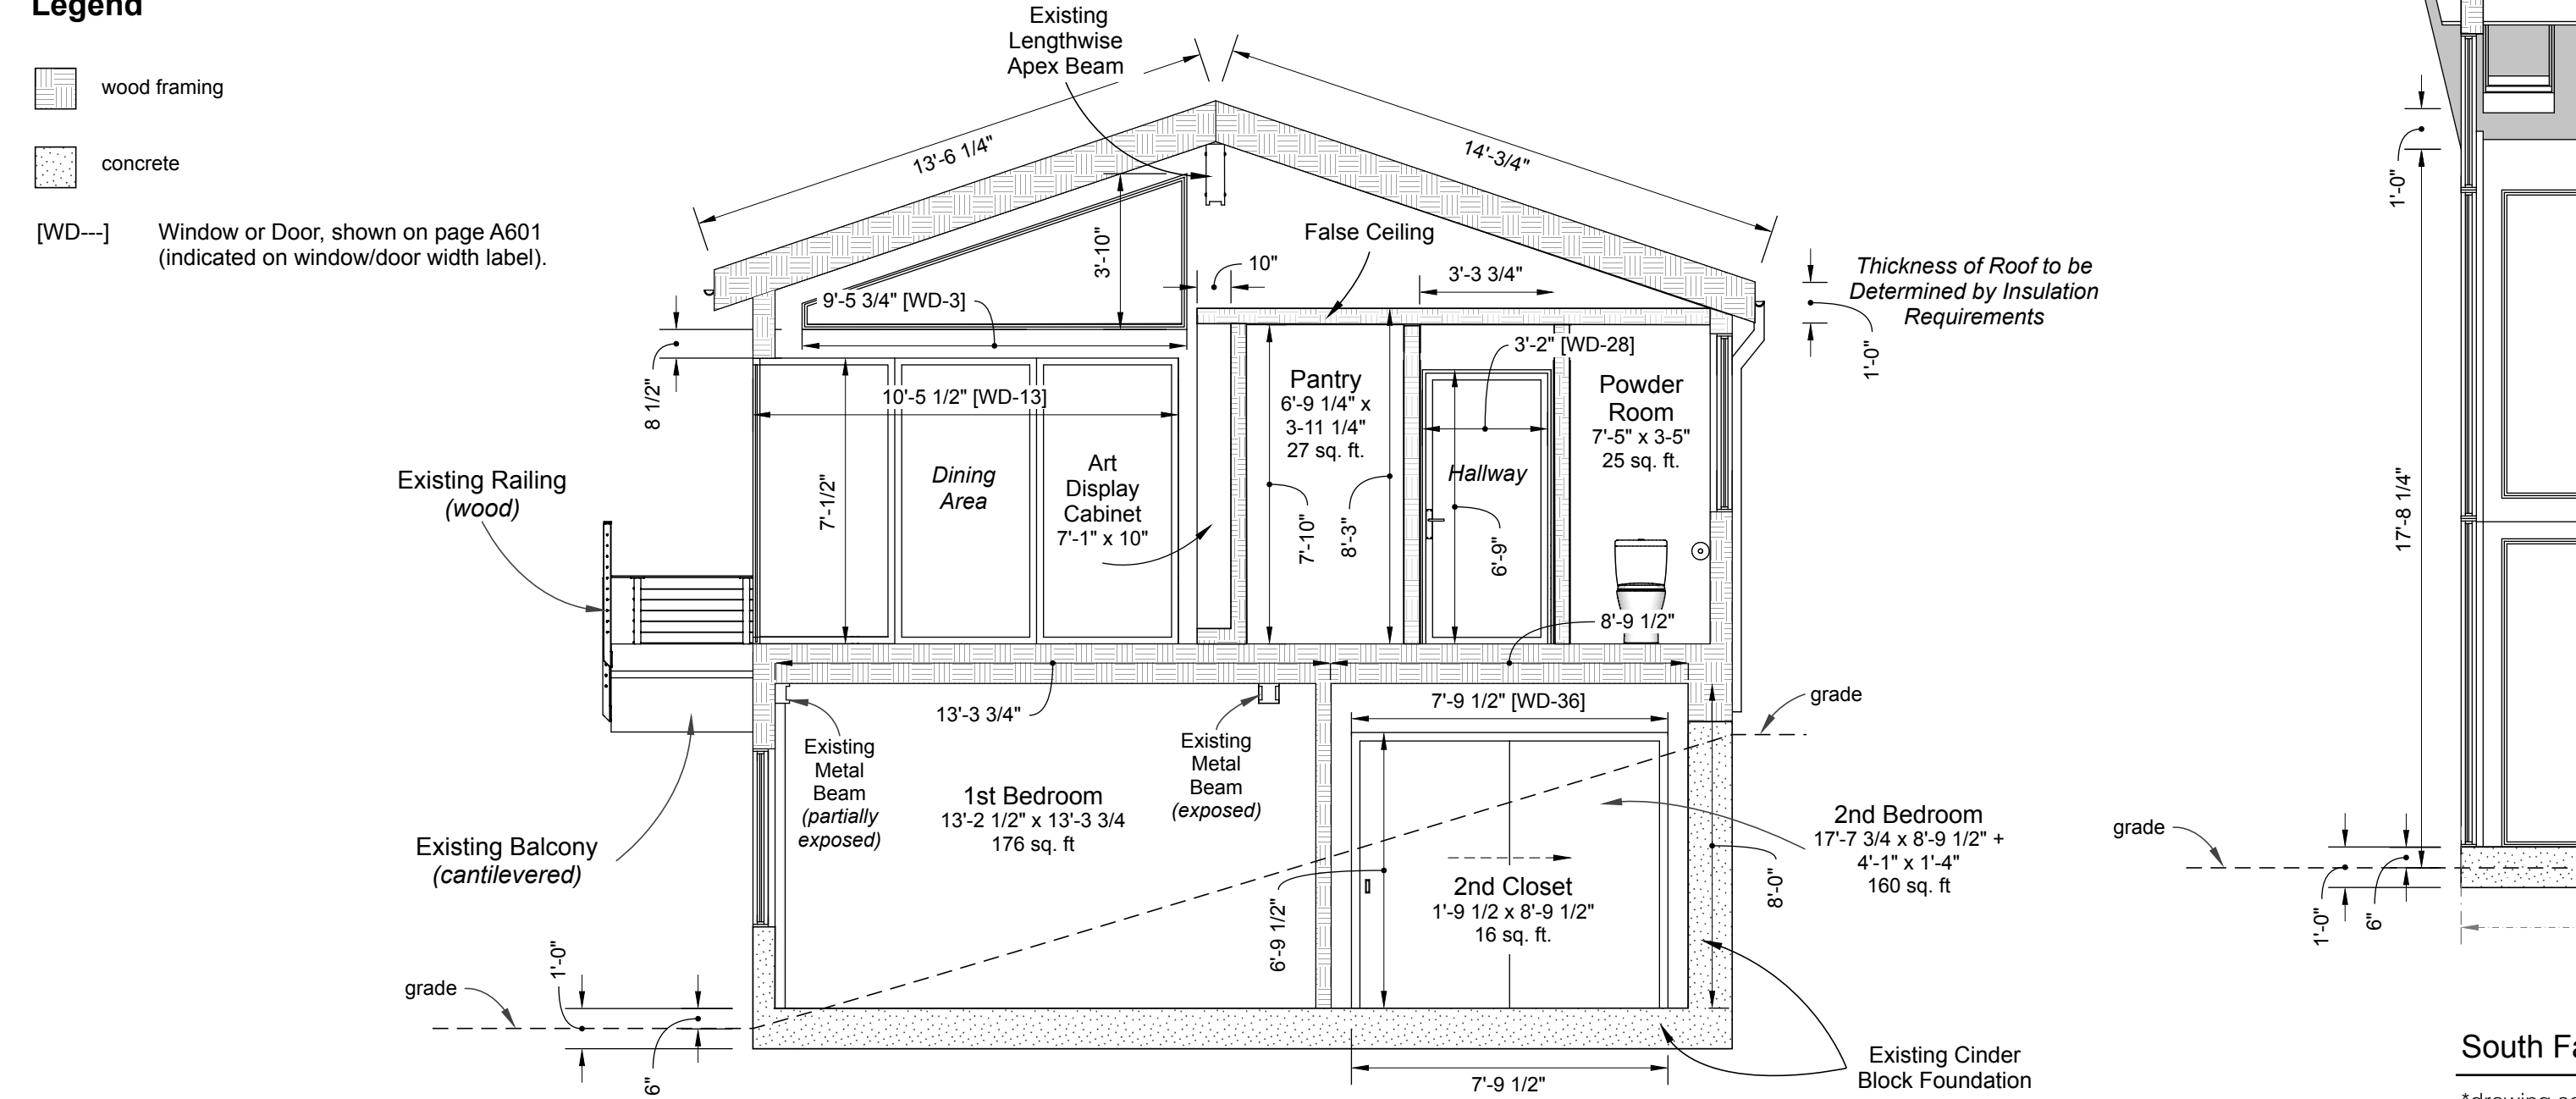 Legend
wood framing
concrete
[WD---]
Window or Door, shown on page A601
(indicated on window/door width label).
Existing
Lengthwise
Apex Beam
13'-6 1/4"
14'-3/4"
3'-10"
False Ceiling
10"
3'-3 3/4"
Thickness of Roof to be
Determined by Insulation
Requirements
1'-0"
9'-5 3/4" [WD-3]
8 1/2"
10'-5 1/2" [WD-13]
7'-1/2"
Dining
Area
Art
Display
Cabinet
7'-1" x 10"
Pantry
6'-9 1/4" x
3-11 1/4"
27 sq. ft.
7'-10"
8'-3"
3'-2" [WD-28]
Hallway
6'-9"
Powder
Room
7'-5" x 3-5"
25 sq. ft.
8'-9 1/2"
Existing Railing
(wood)
Existing Balcony
(cantilevered)
13'-3 3/4"
Existing
Metal
Beam
(partially
exposed)
1st Bedroom
13'-2 1/2" x 13'-3 3/4
176 sq. ft
Existing
Metal
Beam
(exposed)
7'-9 1/2" [WD-36]
6'-9 1/2"
2nd Closet
1'-9 1/2 x 8'-9 1/2"
16 sq. ft.
8'-0"
grade
2nd Bedroom
17'-7 3/4 x 8'-9 1/2" +
4'-1" x 1'-4"
160 sq. ft
grade
1'-0"
6"
7'-9 1/2"
Existing Cinder
Block Foundation
1'-0"
17'-8 1/4"
grade
1'-0"
6"
South Fa